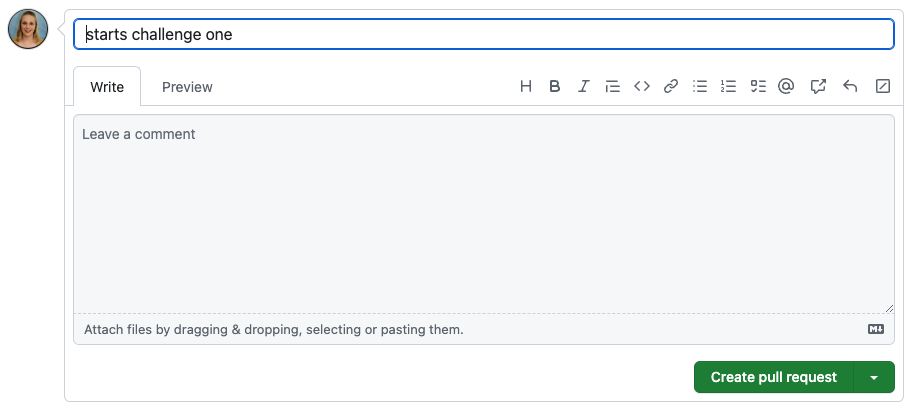 starts challenge one
Write Preview H B I @
Leave a comment
Attach files by dragging & dropping, selecting or pasting them.
Create pull request